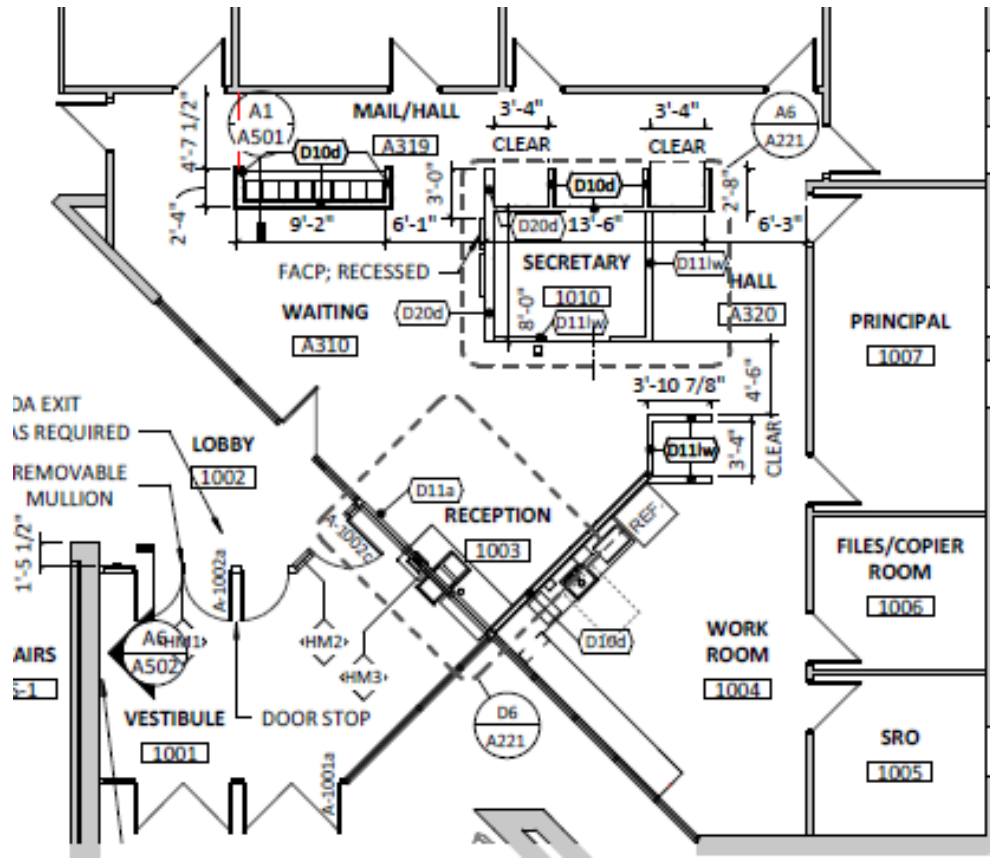 A1
A501
MAIL/HALL
A319
3'-4"
CLEAR
3'-4"
CLEAR
A6
A221
4'-7 1/2"
D10d
3'-0"
D10d
2'-8"
2'-4"
9'-2"
6'-1"
D20d
13'-6"
6'-3"
FACP; RECESSED
SECRETARY
1010
D11lw
HALL
A320
WAITING
A310
D20d
8'-0"
D11lw
PRINCIPAL
1007
3'-10 7/8"
4'-6"
DA EXIT
AS REQUIRED
LOBBY
1002
D11lw
3'-4"
CLEAR
REMOVABLE
MULLION
D11a
RECEPTION
1003
REF.
A-1002c
1'-5 1/2"
A-1002a
FILES/COPIER
ROOM
1006
A6
A502
HM1
HM2
HM3
D10d
WORK
ROOM
1004
AIRS
S-1
VESTIBULE
1001
DOOR STOP
D6
A221
SRO
1005
A-1001a